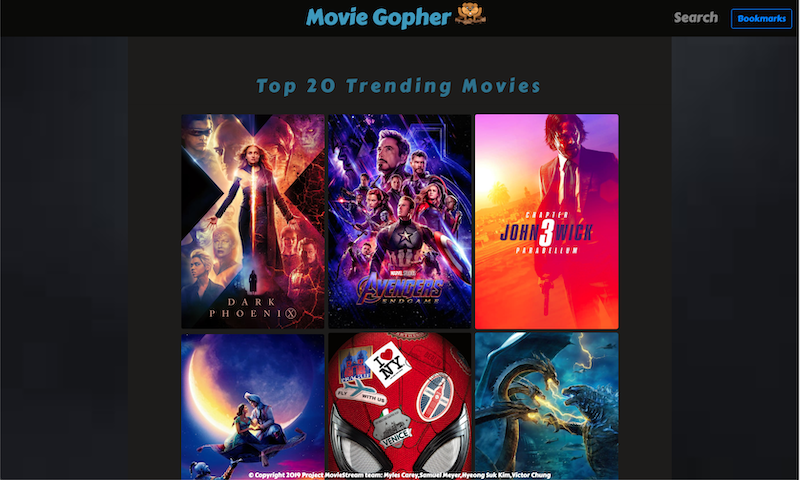 Movie Gopher
Search
Bookmarks
Top 20 Trending Movies
DARK
PHOENIX
MARVEL STUDIOS
AVENGERS
ENDGAME
CHAPTER
JOHN 3 WICK
PARABELLUM
I NY
FLY WITH US
VENICE
© Copyright 2019 Project MovieStream team: Myles Carey,Samuel Meyer,Hyeong Suk Kim,Victor Chung